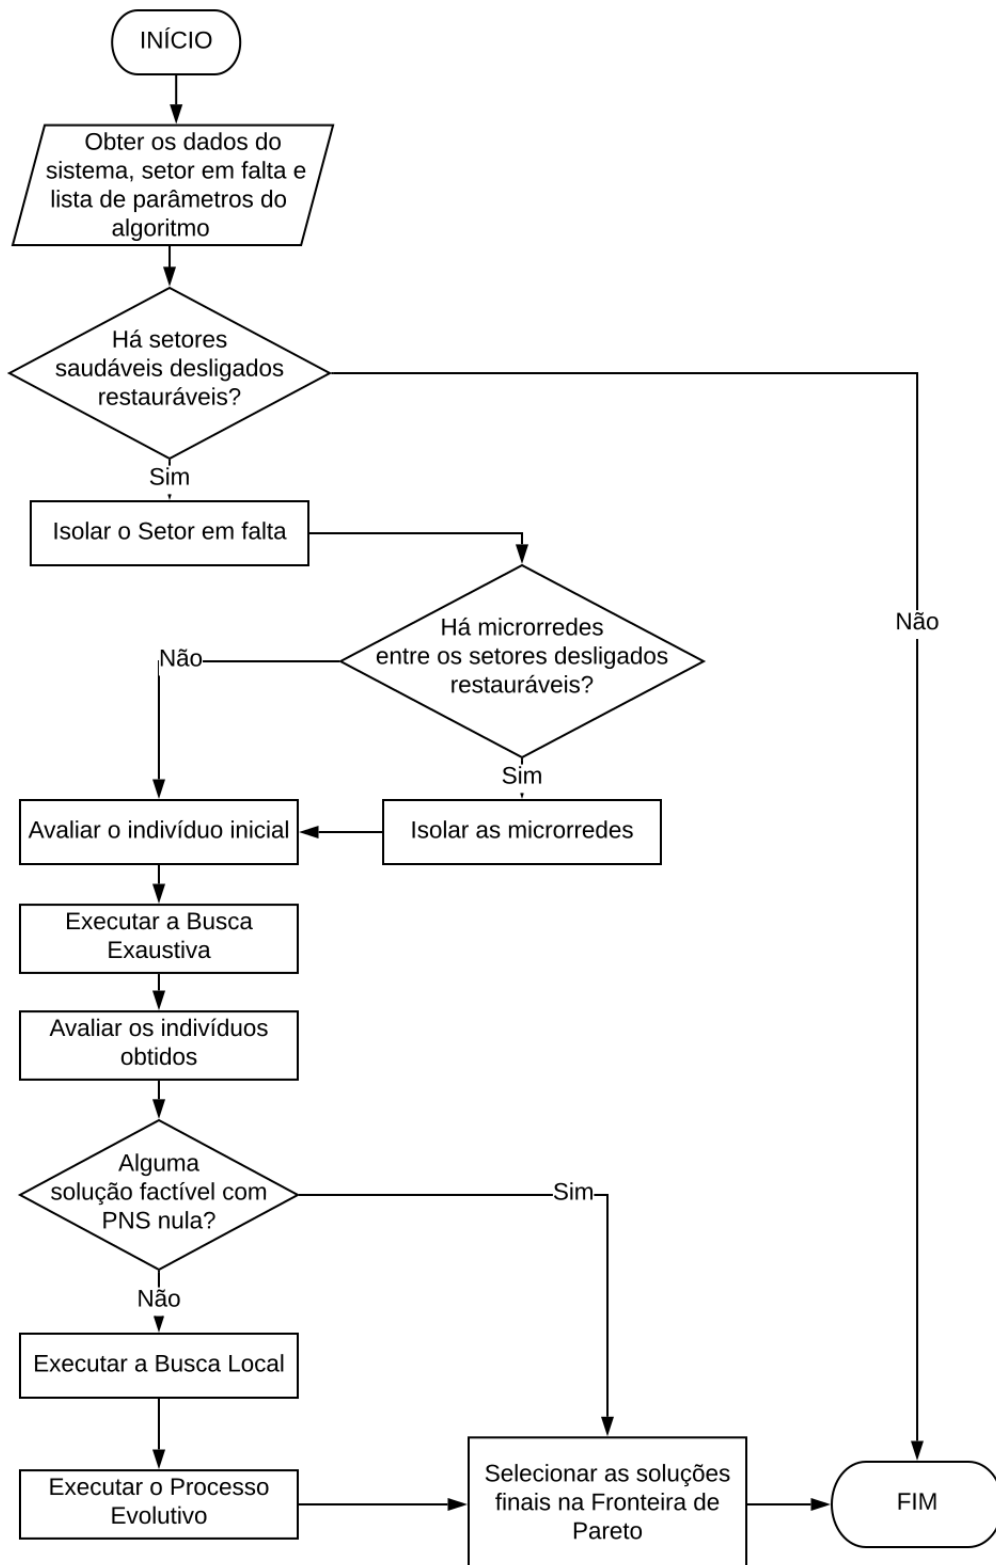 INÍCIO
Obter os dados do
sistema, setor em falta e
lista de parâmetros do
algoritmo
Há setores
saudáveis desligados
restauráveis?
Sim
Isolar o Setor em falta
Não
Há microrredes
entre os setores desligados
restauráveis?
Não
Sim
Avaliar o indivíduo inicial
Isolar as microrredes
Executar a Busca
Exaustiva
Avaliar os indivíduos
obtidos
Alguma
solução factível com
PNS nula?
Sim
Não
Executar a Busca Local
Executar o Processo
Evolutivo
Selecionar as soluções
finais na Fronteira de
Pareto
FIM